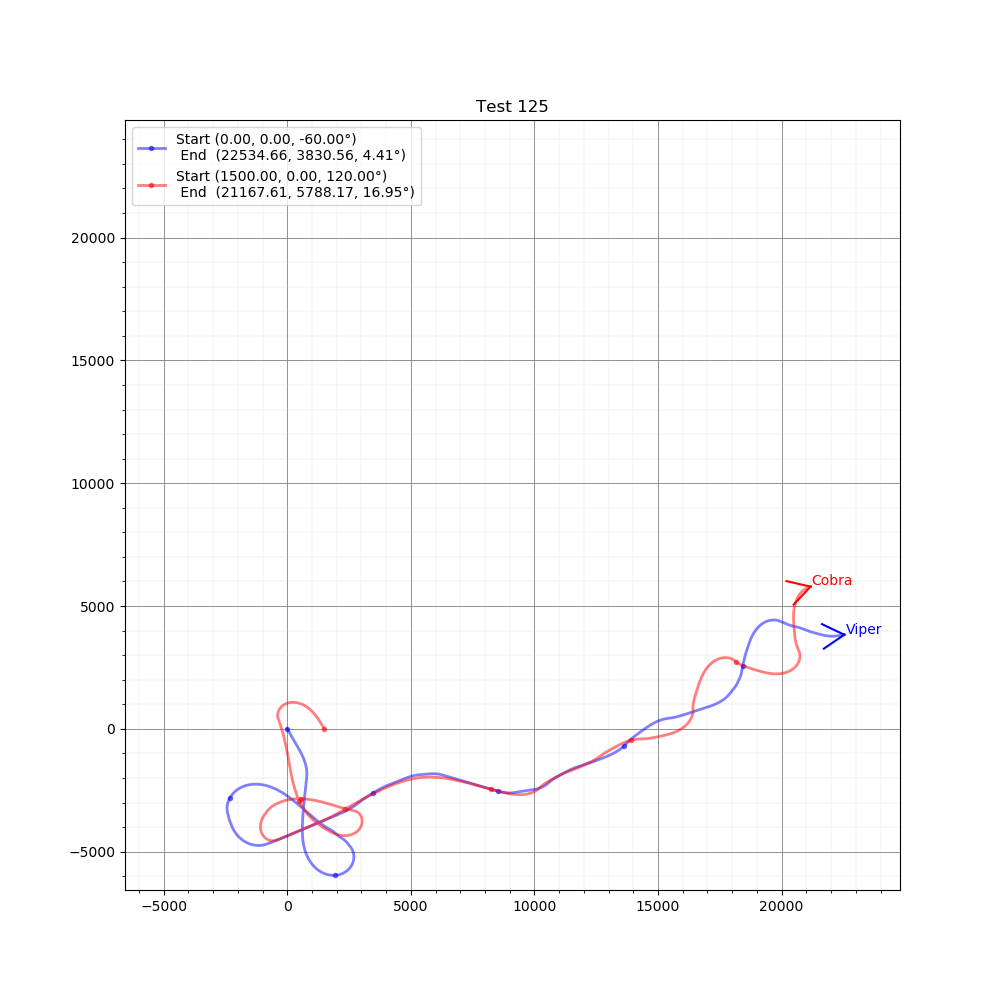 Test 125
Start (0.00, 0.00, -60.00°)
End (22534.66, 3830.56, 4.41°)
Start (1500.00, 0.00, 120.00°)
End (21167.61, 5788.17, 16.95°)
20000
15000
10000
5000
0
−5000
Cobra
Viper
−5000 0 5000 10000 15000 20000